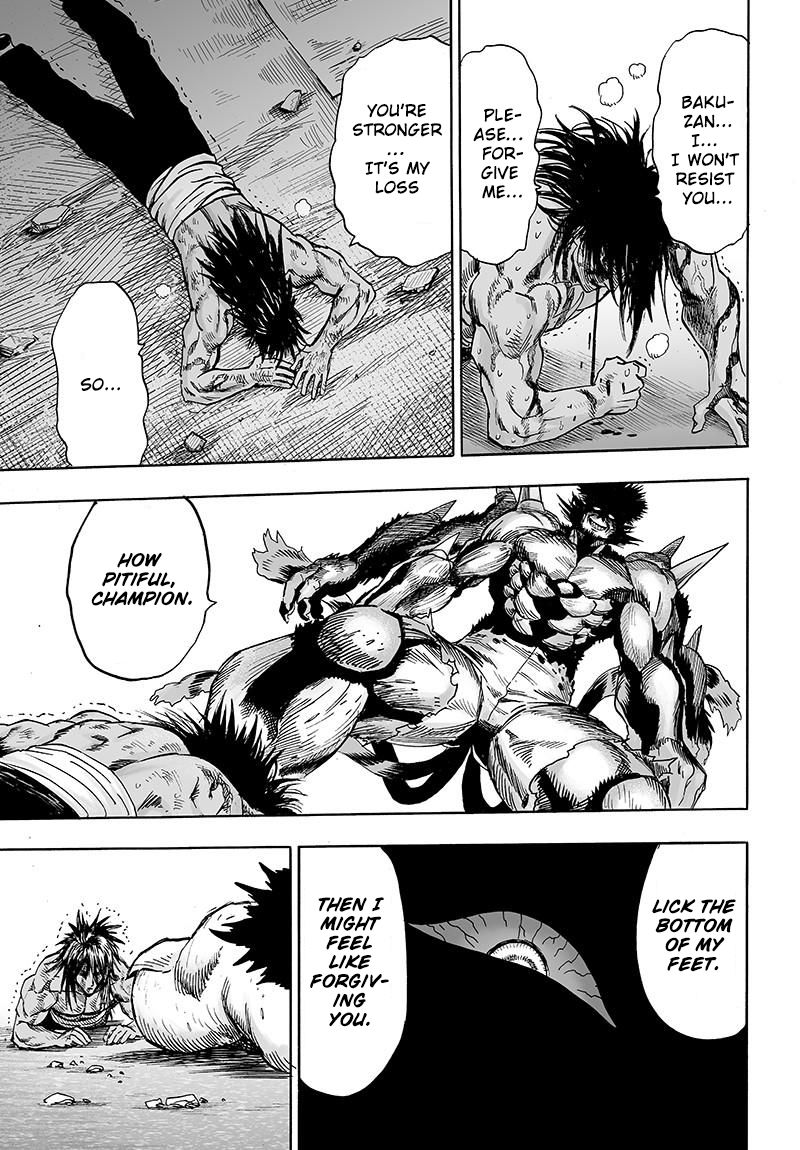 BAKU-
ZAN...
I...
I WON'T
RESIST
YOU...
PLE-
ASE...
FOR-
GIVE
ME...
YOU'RE
STRONGER
...
IT'S MY
LOSS
SO...
HOW
PITIFUL,
CHAMPION.
LICK THE
BOTTOM
OF MY
FEET.
THEN I
MIGHT
FEEL
LIKE
FORGIV-
ING
YOU.